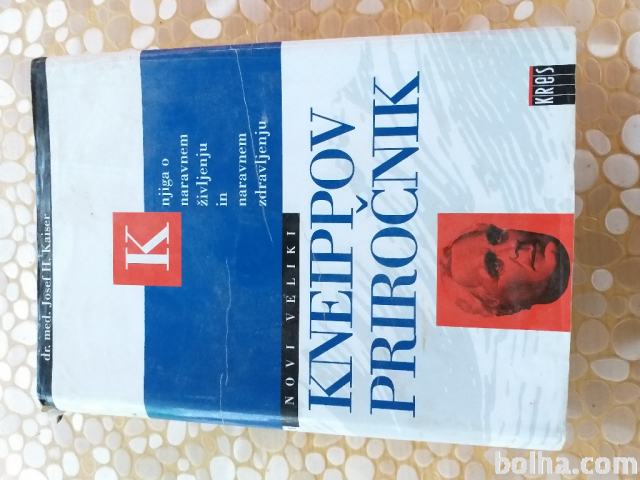 dr. med. Josef H. Kaiser
K
njiga o
naravnem
življenju
in
naravnem
zdravljenju
NOVI VELIKI
KNEIPPOV
PRIROČNIK
KRES
bolha.com